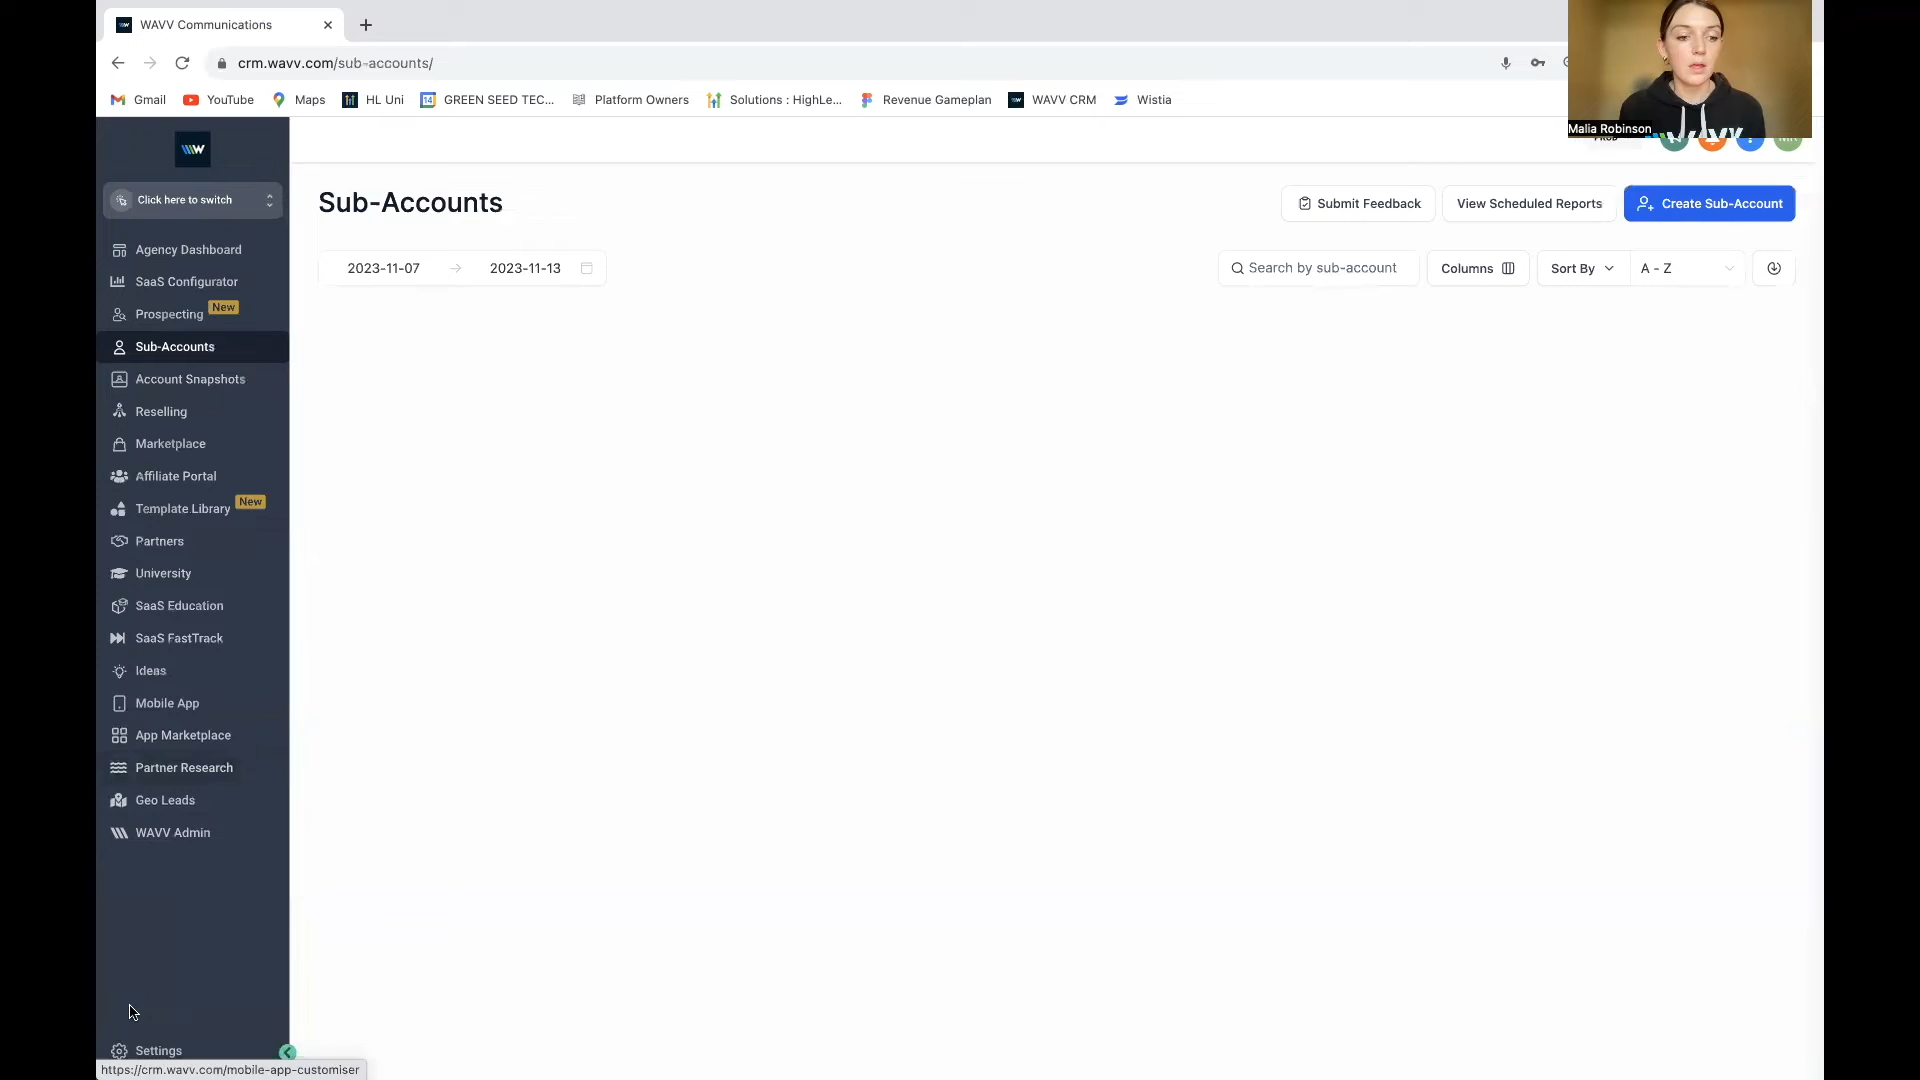 WAVV Communications
crm.wavv.com/sub-accounts/
Gmail
YouTube
Maps
HL Uni
GREEN SEED TEC...
Platform Owners
Solutions : HighLe...
Revenue Gameplan
WAVV CRM
Wistia
Malia Robinson
Click here to switch
Sub-Accounts
Submit Feedback
View Scheduled Reports
Create Sub-Account
2023-11-07
2023-11-13
Search by sub-account
Columns
Sort By
A - Z
Agency Dashboard
SaaS Configurator
Prospecting New
Sub-Accounts
Account Snapshots
Reselling
Marketplace
Affiliate Portal
Template Library New
Partners
University
SaaS Education
SaaS FastTrack
Ideas
Mobile App
App Marketplace
Partner Research
Geo Leads
WAVV Admin
Settings
https://crm.wavv.com/mobile-app-customiser